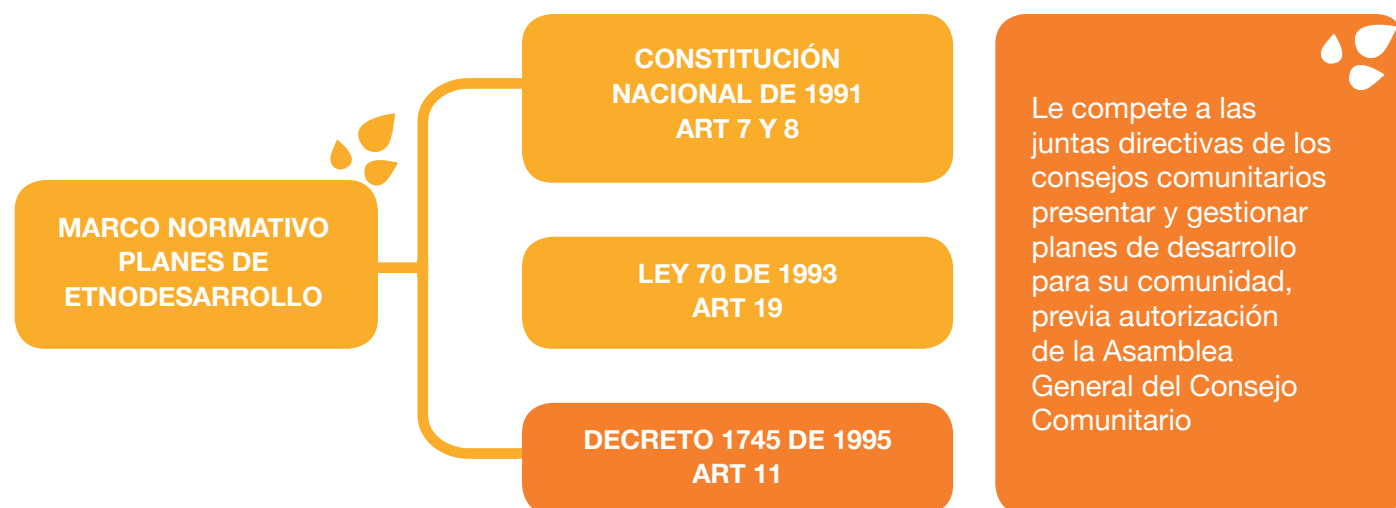 MARCO NORMATIVO
PLANES DE
ETNODESARROLLO
CONSTITUCIÓN
NACIONAL DE 1991
ART 7 Y 8
LEY 70 DE 1993
ART 19
DECRETO 1745 DE 1995
ART 11
Le compete a las
juntas directivas de los
consejos comunitarios
presentar y gestionar
planes de desarrollo
para su comunidad,
previa autorización
de la Asamblea
General del Consejo
Comunitario